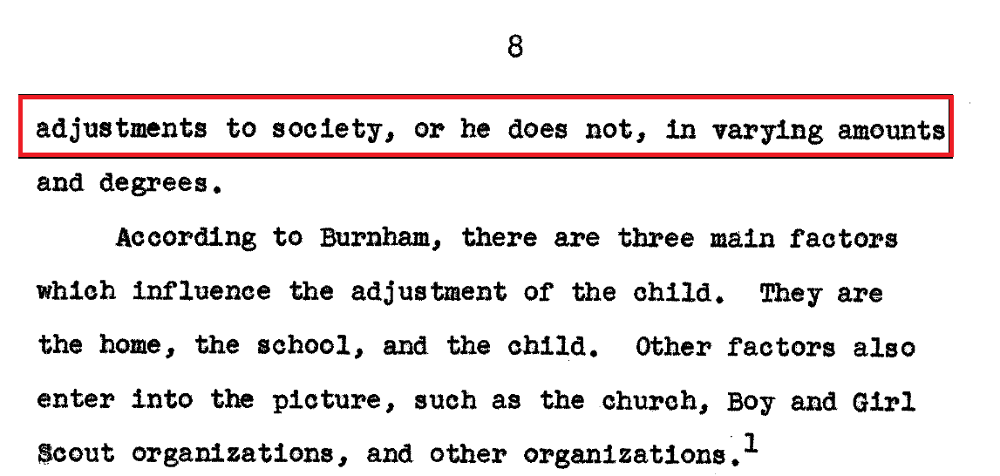 8
adjustments to society, or he does not, in varying amounts
and degrees.
According to Burnham, there are three main factors
which influence the adjustment of the child. They are
the home, the school, and the child. Other factors also
enter into the picture, such as the church, Boy and Girl
Scout organizations, and other organizations.1